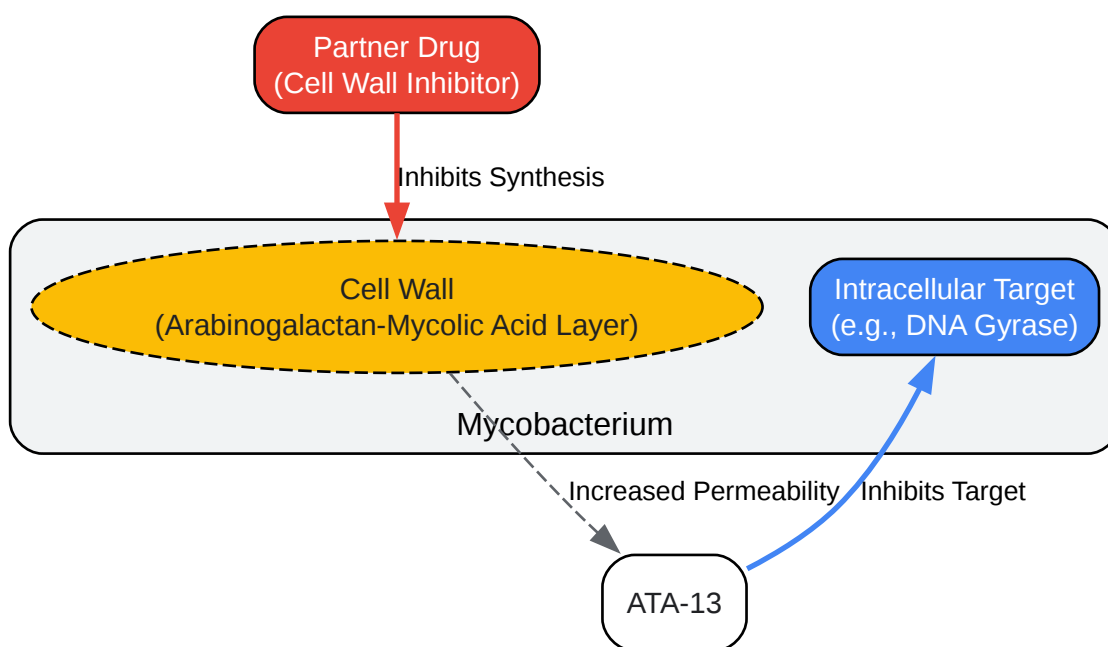 Partner Drug
(Cell Wall Inhibitor)
Inhibits Synthesis
Cell Wall
(Arabinogalactan-Mycolic Acid Layer)
Intracellular Target
(e.g., DNA Gyrase)
Mycobacterium
Increased Permeability
Inhibits Target
ATA-13